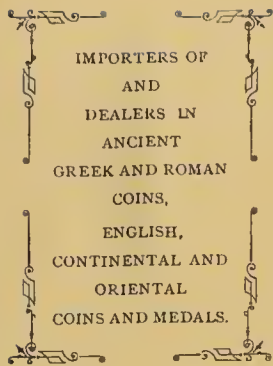 IMPORTERS OF
AND
DEALERS IN
ANCIENT
GREEK AND ROMAN
COINS,
ENGLISH,
CONTINENTAL AND
ORIENTAL
COINS AND MEDALS.